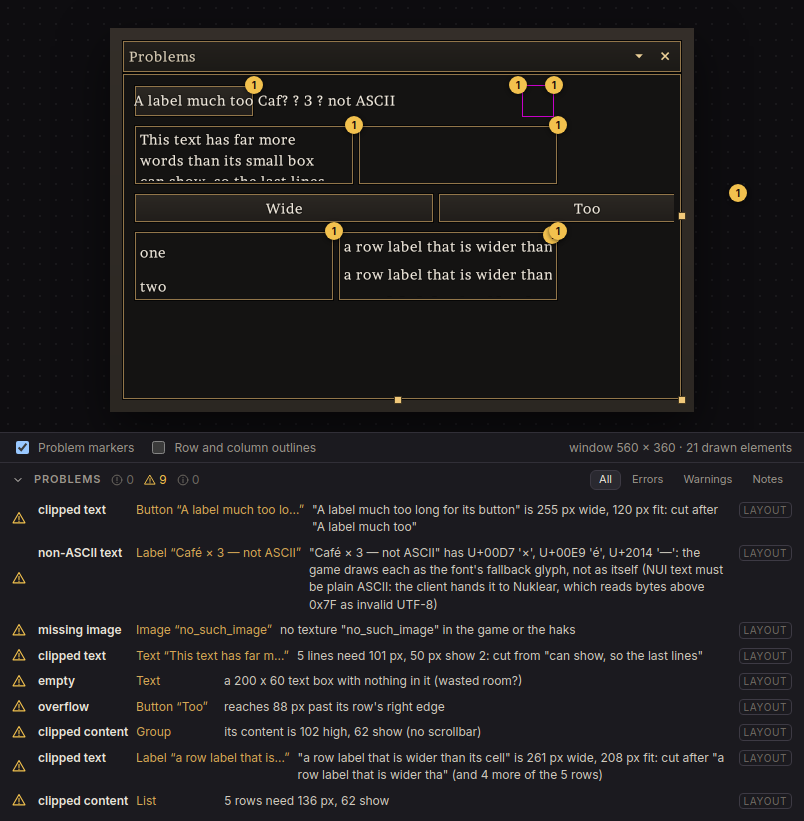 Problems
1
1
1
A label much too Caf? ? 3 ? not ASCII
1
1
This text has far more
words than its small box
can show, so the last lines
1
Wide
Too
1
1
a row label that is wider than
one
a row label that is wider than
two
Problem markers
Row and column outlines
window 560 × 360 · 21 drawn elements
PROBLEMS
0
9
0
All
Errors
Warnings
Notes
clipped text
Button “A label much too lo…”
"A label much too long for its button" is 255 px wide, 120 px fit: cut after
"A label much too"
LAYOUT
non-ASCII text
Label “Café × 3 — not ASCII”
"Café × 3 — not ASCII" has U+00D7 '×', U+00E9 'é', U+2014 '—': the
game draws each as the font's fallback glyph, not as itself (NUI text must
be plain ASCII: the client hands it to Nuklear, which reads bytes above
0x7F as invalid UTF-8)
LAYOUT
missing image
Image “no_such_image”
no texture "no_such_image" in the game or the haks
LAYOUT
clipped text
Text “This text has far m…”
5 lines need 101 px, 50 px show 2: cut from "can show, so the last lines"
LAYOUT
empty
Text
a 200 x 60 text box with nothing in it (wasted room?)
LAYOUT
overflow
Button “Too”
reaches 88 px past its row's right edge
LAYOUT
clipped content
Group
its content is 102 high, 62 show (no scrollbar)
LAYOUT
clipped text
Label “a row label that is…”
"a row label that is wider than its cell" is 261 px wide, 208 px fit: cut after "a
row label that is wider tha" (and 4 more of the 5 rows)
LAYOUT
clipped content
List
5 rows need 136 px, 62 show
LAYOUT